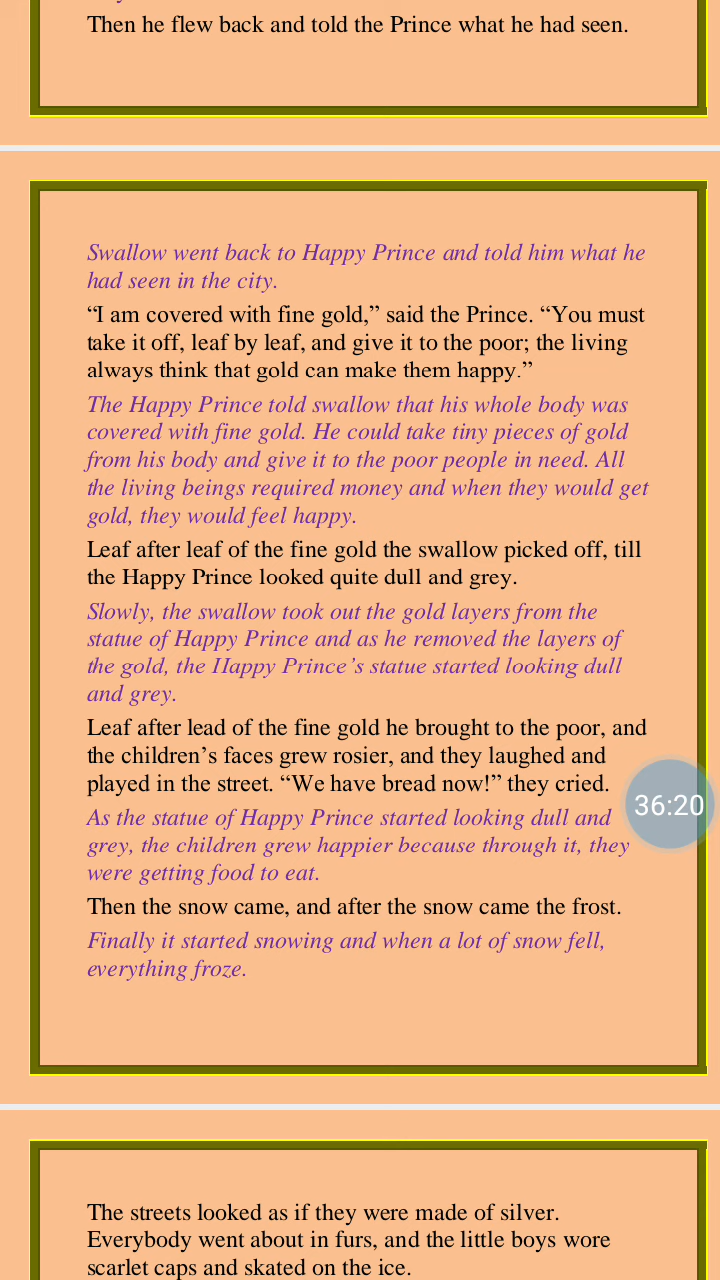 Then he flew back and told the Prince what he had seen.
Swallow went back to Happy Prince and told him what he
had seen in the city.
“I am covered with fine gold,” said the Prince. “You must
take it off, leaf by leaf, and give it to the poor; the living
always think that gold can make them happy.”
The Happy Prince told swallow that his whole body was
covered with fine gold. He could take tiny pieces of gold
from his body and give it to the poor people in need. All
the living beings required money and when they would get
gold, they would feel happy.
Leaf after leaf of the fine gold the swallow picked off, till
the Happy Prince looked quite dull and grey.
Slowly, the swallow took out the gold layers from the
statue of Happy Prince and as he removed the layers of
the gold, the Happy Prince’s statue started looking dull
and grey.
Leaf after lead of the fine gold he brought to the poor, and
the children’s faces grew rosier, and they laughed and
played in the street. “We have bread now!” they cried.
36:20
As the statue of Happy Prince started looking dull and
grey, the children grew happier because through it, they
were getting food to eat.
Then the snow came, and after the snow came the frost.
Finally it started snowing and when a lot of snow fell,
everything froze.
The streets looked as if they were made of silver.
Everybody went about in furs, and the little boys wore
scarlet caps and skated on the ice.